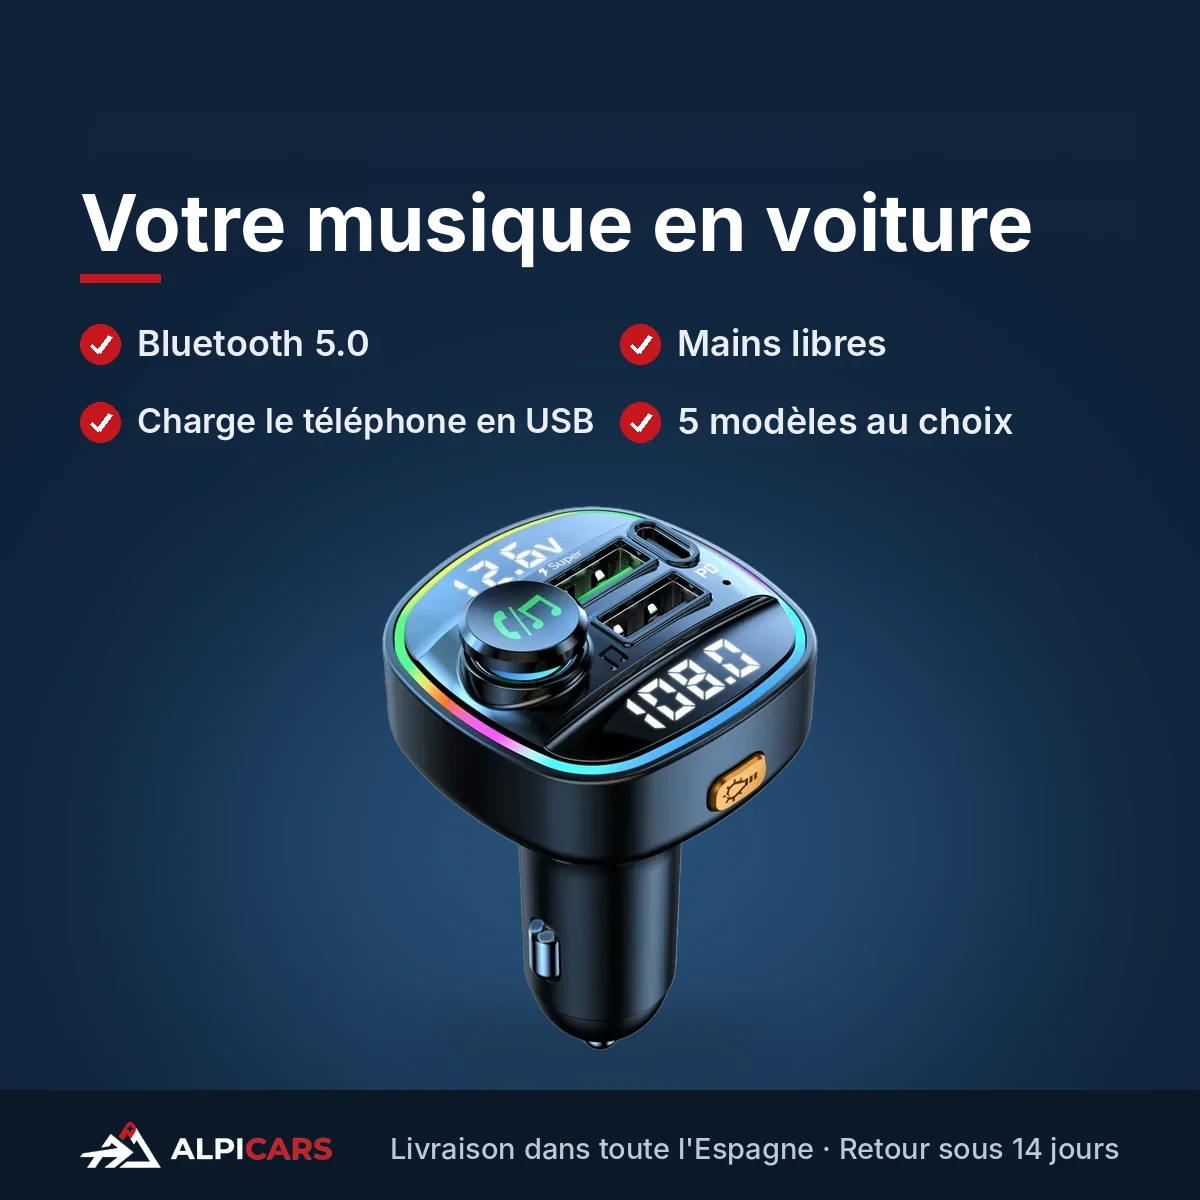 Votre musique en voiture
Bluetooth 5.0
Mains libres
Charge le téléphone en USB
5 modèles au choix
12.6V
Super
PD
108.0
ALPICARS
Livraison dans toute l'Espagne · Retour sous 14 jours